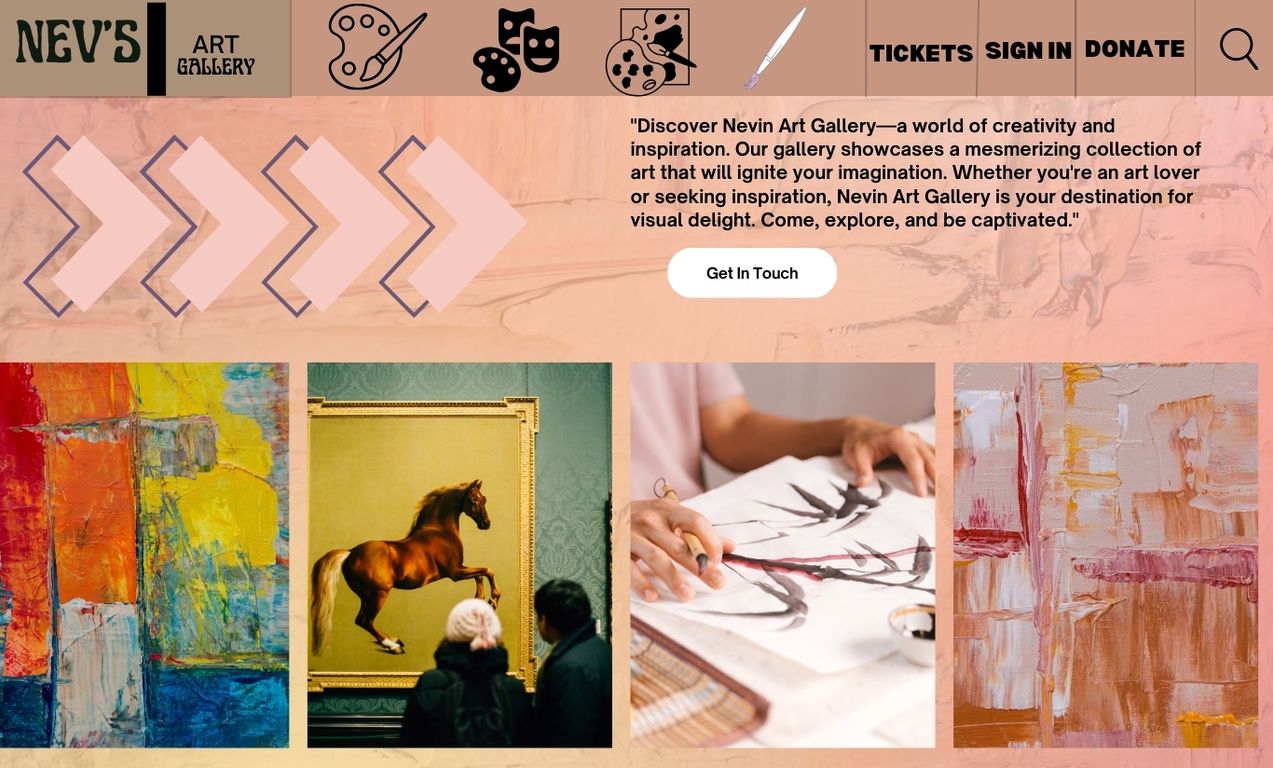 NEV'S
ART
GALLERY
TICKETS
SIGN IN
DONATE
"Discover Nevin Art Gallery—a world of creativity and
inspiration. Our gallery showcases a mesmerizing collection of
art that will ignite your imagination. Whether you're an art lover
or seeking inspiration, Nevin Art Gallery is your destination for
visual delight. Come, explore, and be captivated."
Get In Touch